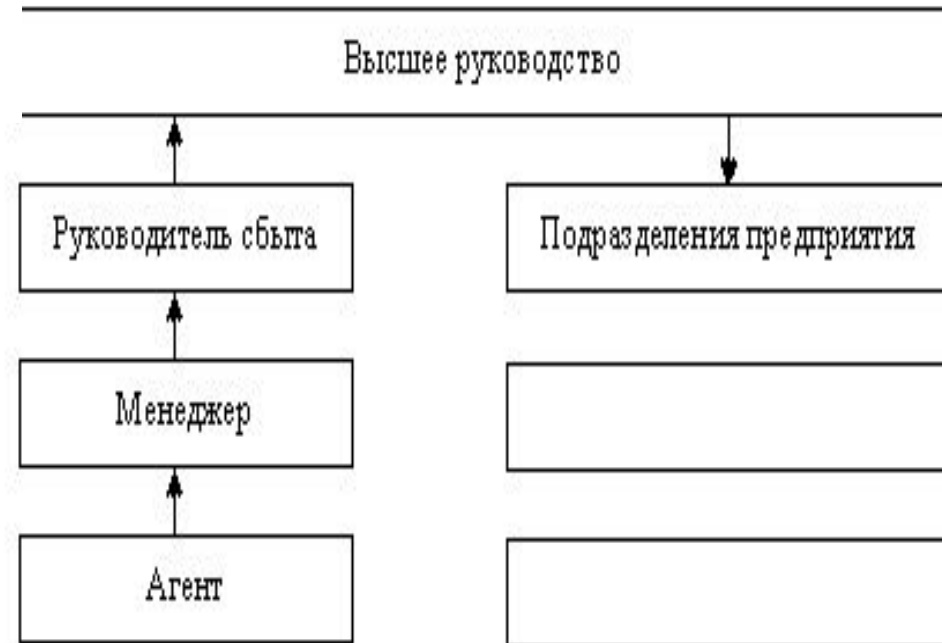 Высшее руководство
Руководитель сбыта
Подразделения предприятия
Менеджер
Агент